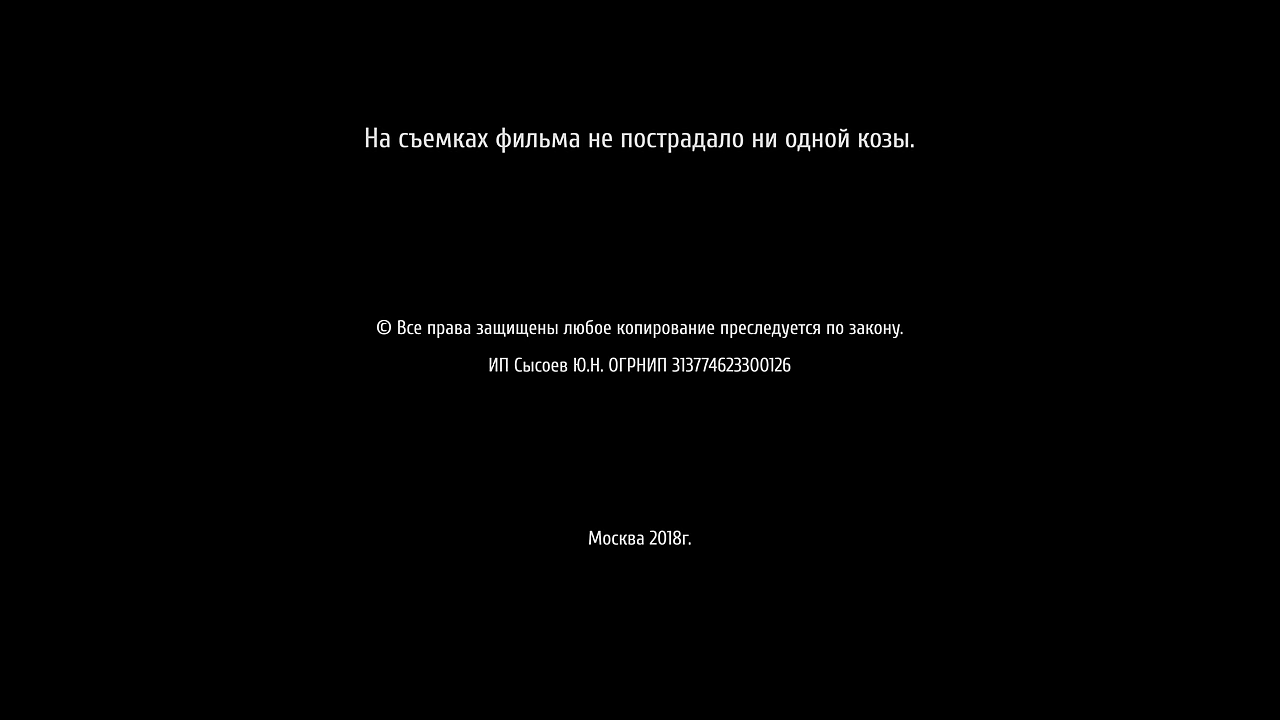 На съемках фильма не пострадало ни одной козы.
© Все права защищены любое копирование преследуется по закону.
ИП Сысоев Ю.Н. ОГРНИП 313774623300126
Москва 2018г.